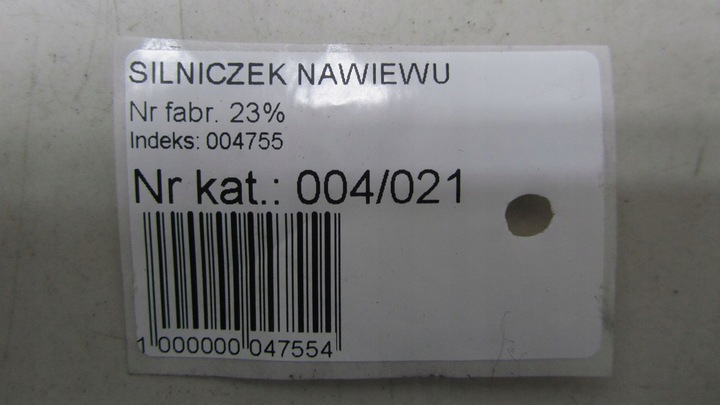 SILNICZEK NAWIEWU
Nr fabr. 23%
Indeks: 004755
Nr kat.: 004/021
1 000000 047554